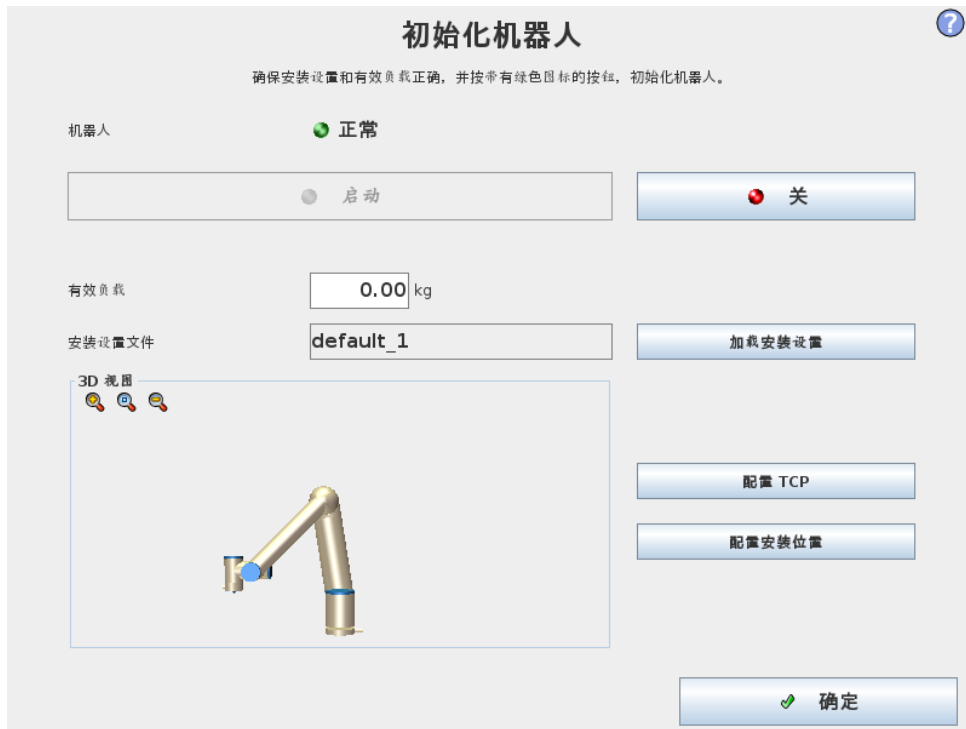 初始化机器人
?
确保安装设置和有效负载正确，并按带有绿色图标的按钮，初始化机器人。
机器人 正常
启动 关
有效负载 0.00 kg
安装设置文件 default_1 加载安装设置
3D 视图
配置 TCP
配置安装位置
确定